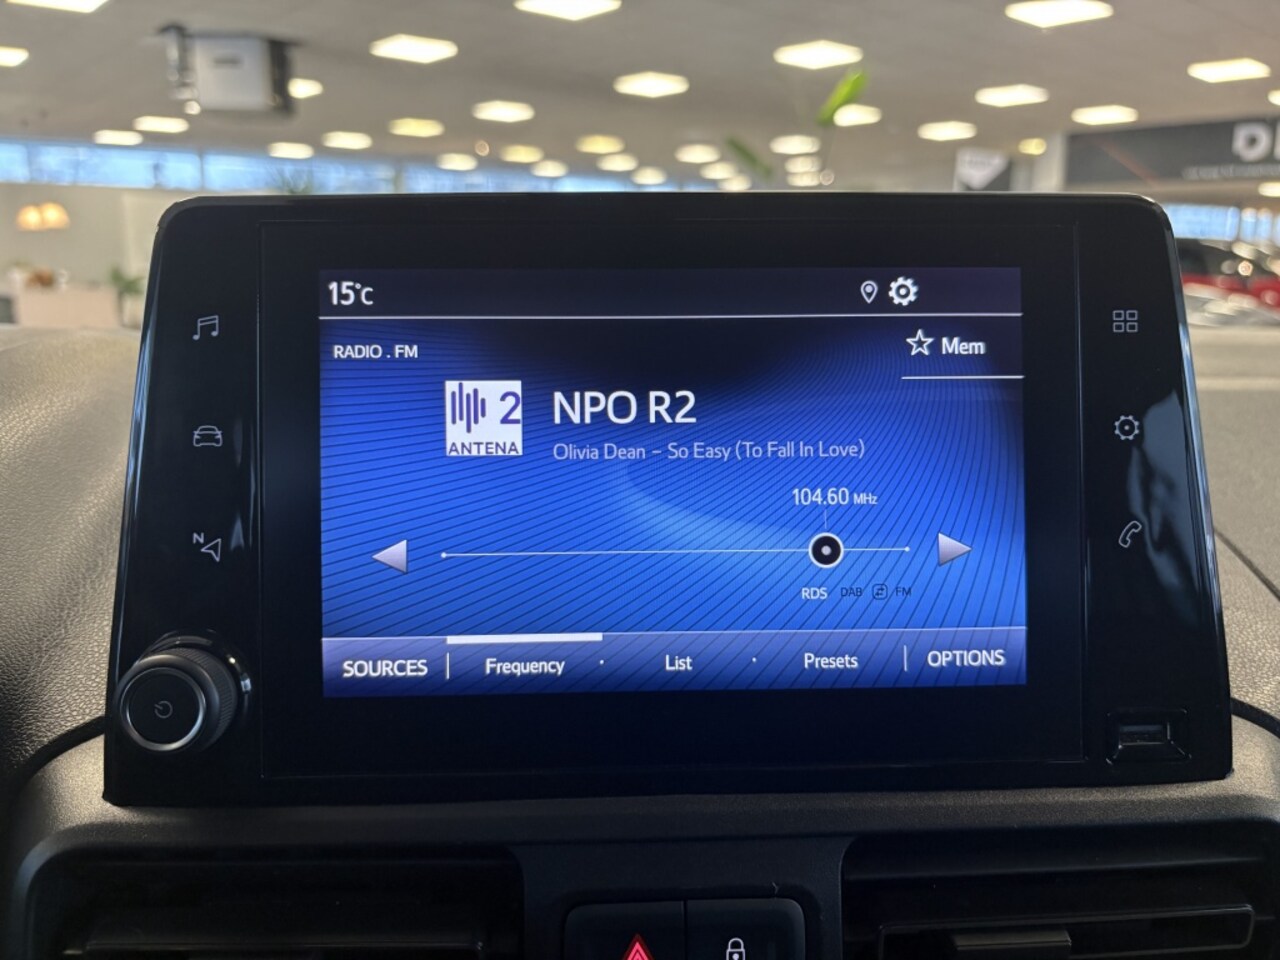 15°C
RADIO . FM
Mem
2
ANTENA
NPO R2
Olivia Dean – So Easy (To Fall In Love)
104.60 MHz
RDS DAB FM
SOURCES
Frequency
List
Presets
OPTIONS
N